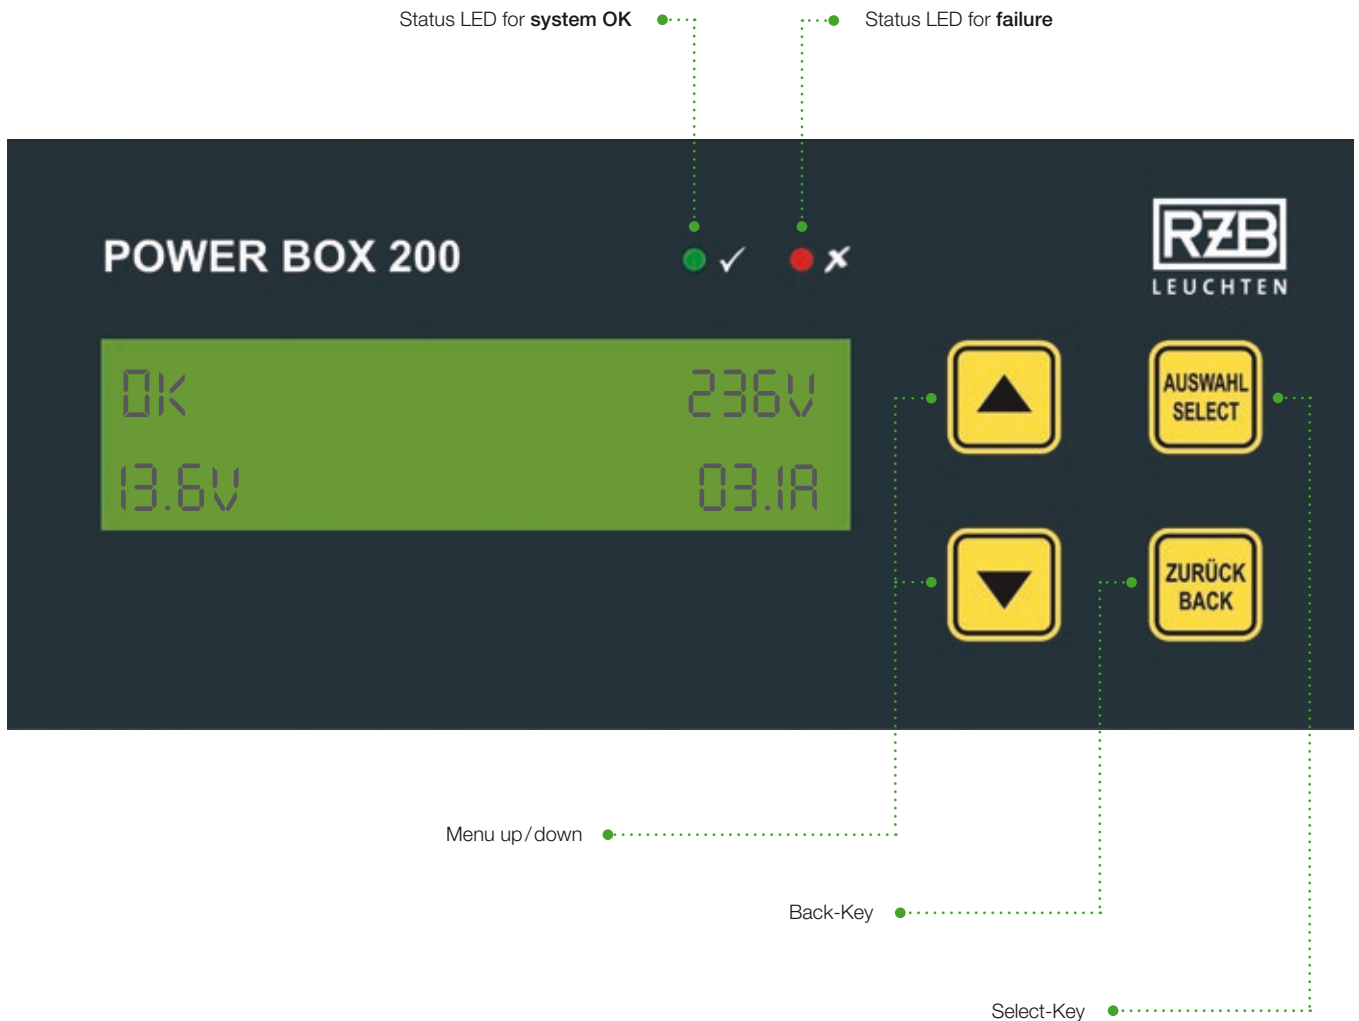 Status LED for system OK
Status LED for failure
POWER BOX 200
✓
✗
RZB
LEUCHTEN
OK 236V
13.6V 03.1A
AUSWAHL
SELECT
ZURÜCK
BACK
Menu up/down
Back-Key
Select-Key